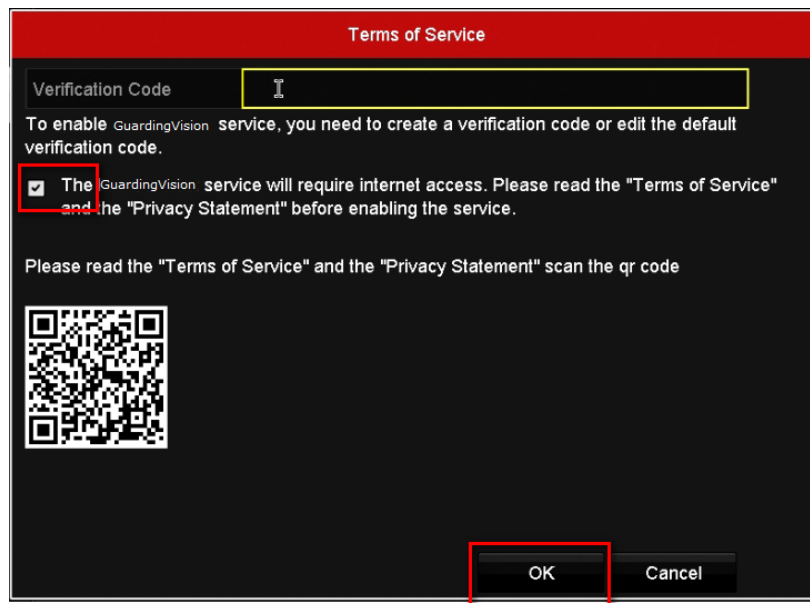 Terms of Service
Verification Code
To enable GuardingVision service, you need to create a verification code or edit the default
verification code.
The GuardingVision service will require internet access. Please read the "Terms of Service"
and the "Privacy Statement" before enabling the service.
Please read the "Terms of Service" and the "Privacy Statement" scan the qr code
OK Cancel